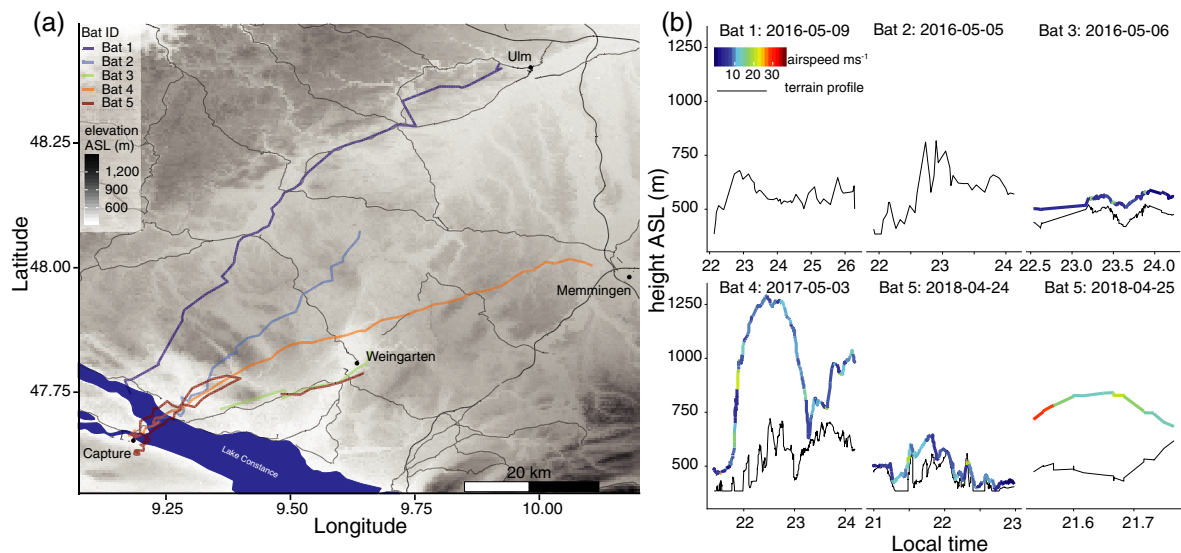 (a)
Bat ID
Bat 1
Bat 2
Bat 3
Bat 4
Bat 5
elevation
ASL (m)
1,200
900
600
Ulm
Memmingen
Weingarten
Capture
Lake Constance
20 km
48.25
48.00
47.75
Latitude
9.25 9.50 9.75 10.00
Longitude
(b)
Bat 1: 2016-05-09 Bat 2: 2016-05-05 Bat 3: 2016-05-06
airspeed ms⁻¹
10 20 30
terrain profile
1250
1000
750
500
22 23 24 25 26
22 23 24
22.5 23.0 23.5 24.0
height ASL (m)
Bat 4: 2017-05-03 Bat 5: 2018-04-24 Bat 5: 2018-04-25
1250
1000
750
500
22 23 24
21 22 23
21.6 21.7
Local time